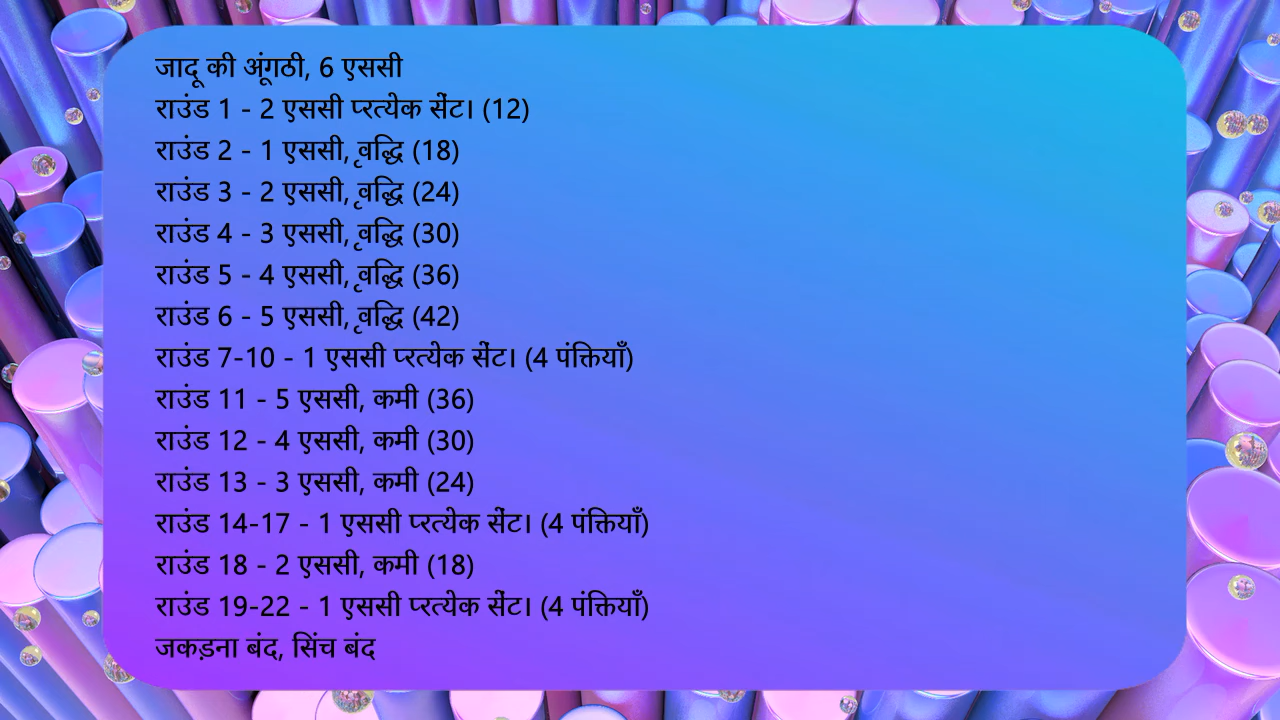 जादू की अंगूठी, 6 एससी
राउंड 1 - 2 एससी प्रत्येक सेंट। (12)
राउंड 2 - 1 एससी, वृद्धि (18)
राउंड 3 - 2 एससी, वृद्धि (24)
राउंड 4 - 3 एससी, वृद्धि (30)
राउंड 5 - 4 एससी, वृद्धि (36)
राउंड 6 - 5 एससी, वृद्धि (42)
राउंड 7-10 - 1 एससी प्रत्येक सेंट। (4 पंक्तियाँ)
राउंड 11 - 5 एससी, कमी (36)
राउंड 12 - 4 एससी, कमी (30)
राउंड 13 - 3 एससी, कमी (24)
राउंड 14-17 - 1 एससी प्रत्येक सेंट। (4 पंक्तियाँ)
राउंड 18 - 2 एससी, कमी (18)
राउंड 19-22 - 1 एससी प्रत्येक सेंट। (4 पंक्तियाँ)
जकड़ना बंद, सिंच बंद